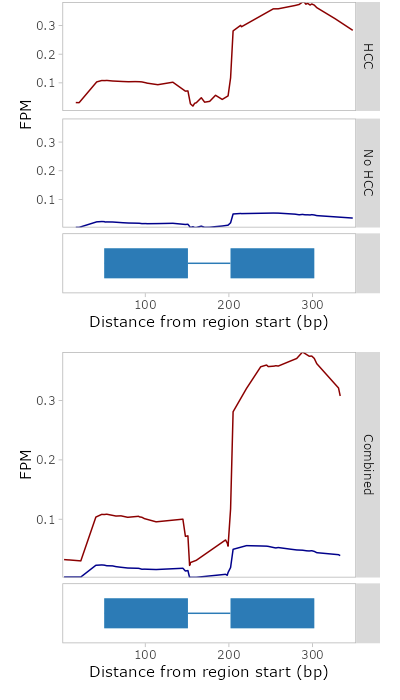 0.3
0.2
0.1
HCC
FPM
0.3
0.2
0.1
No HCC
100
200
300
Distance from region start (bp)
0.3
0.2
0.1
FPM
Combined
100
200
300
Distance from region start (bp)